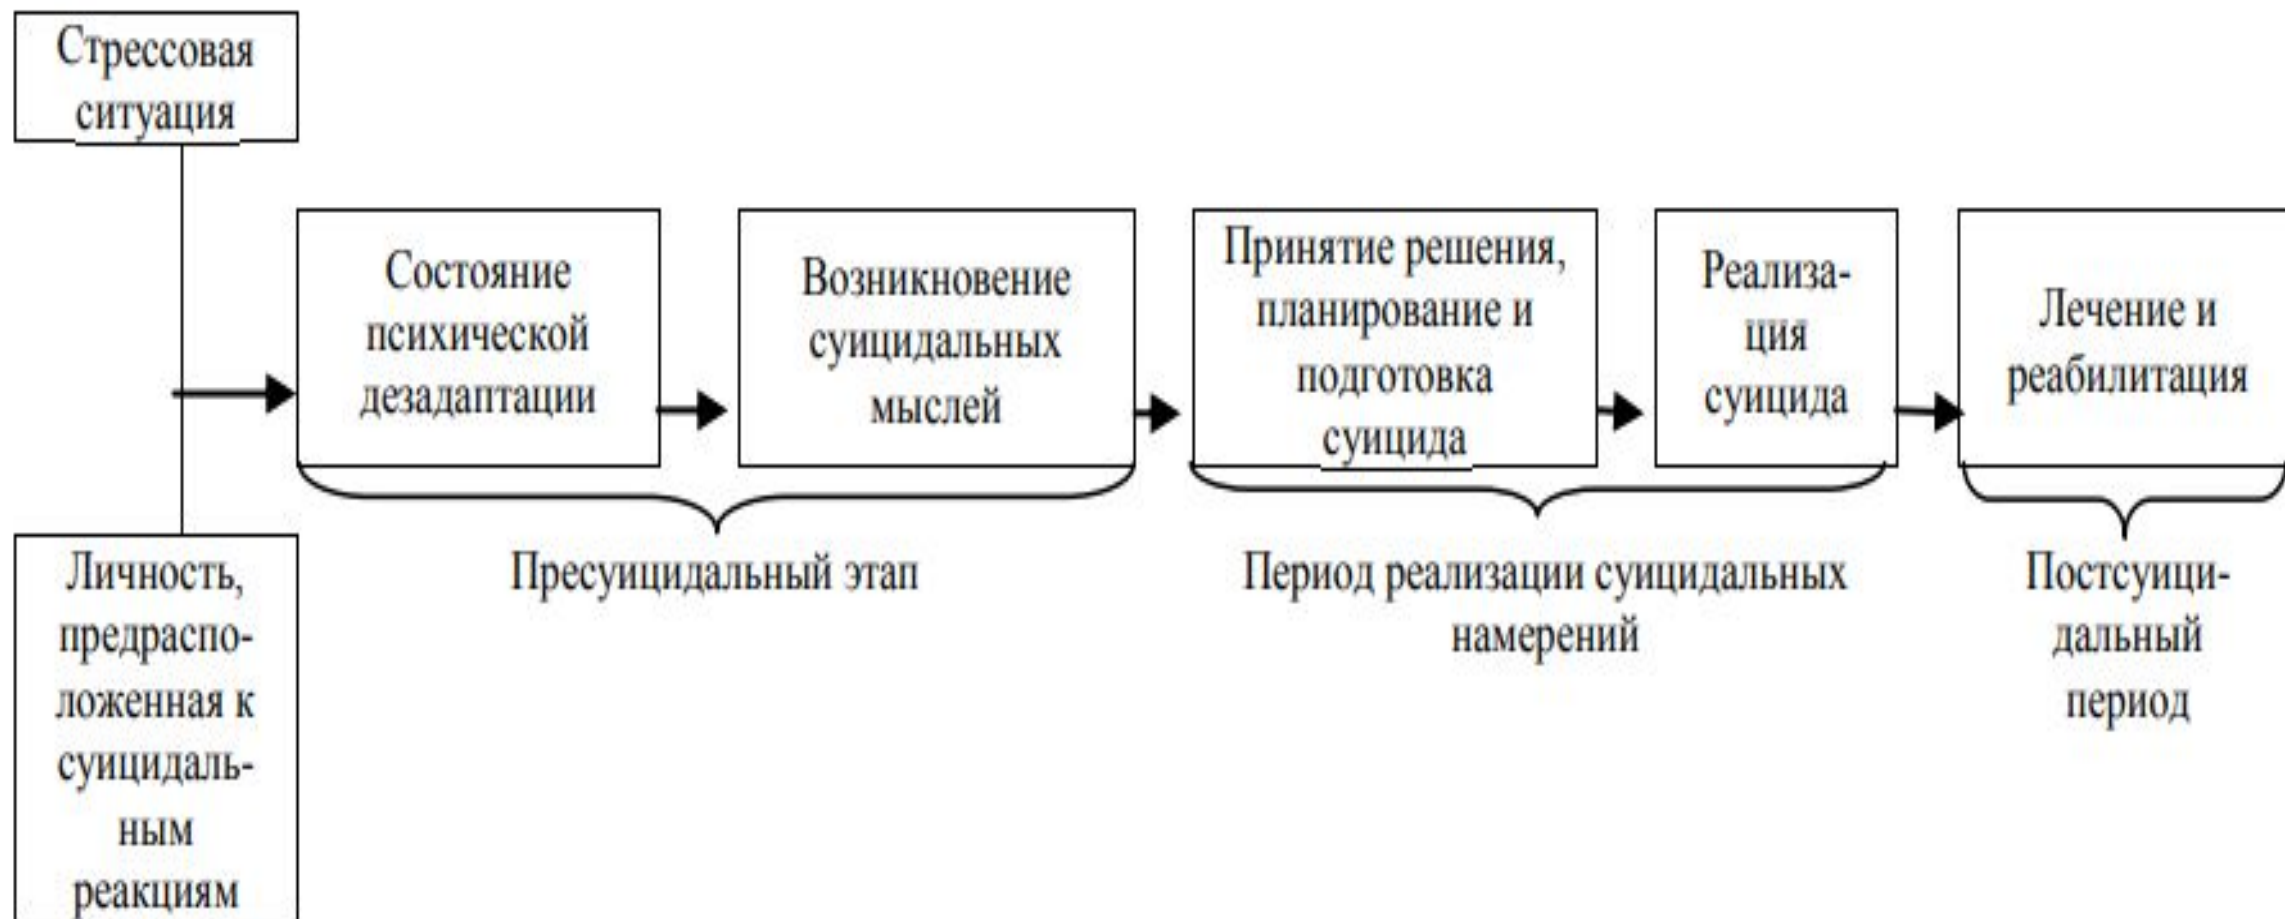 Стрессовая
ситуация
Состояние
психической
дезадаптации
Возникновение
суицидальных
мыслей
Принятие решения,
планирование и
подготовка
суицида
Реализа-
ция
суицида
Лечение и
реабилитация
Личность,
предраспо-
ложенная к
суицидаль-
ным
реакциям
Пресуицидальный этап
Период реализации суицидальных
намерений
Постсуици-
дальный
период